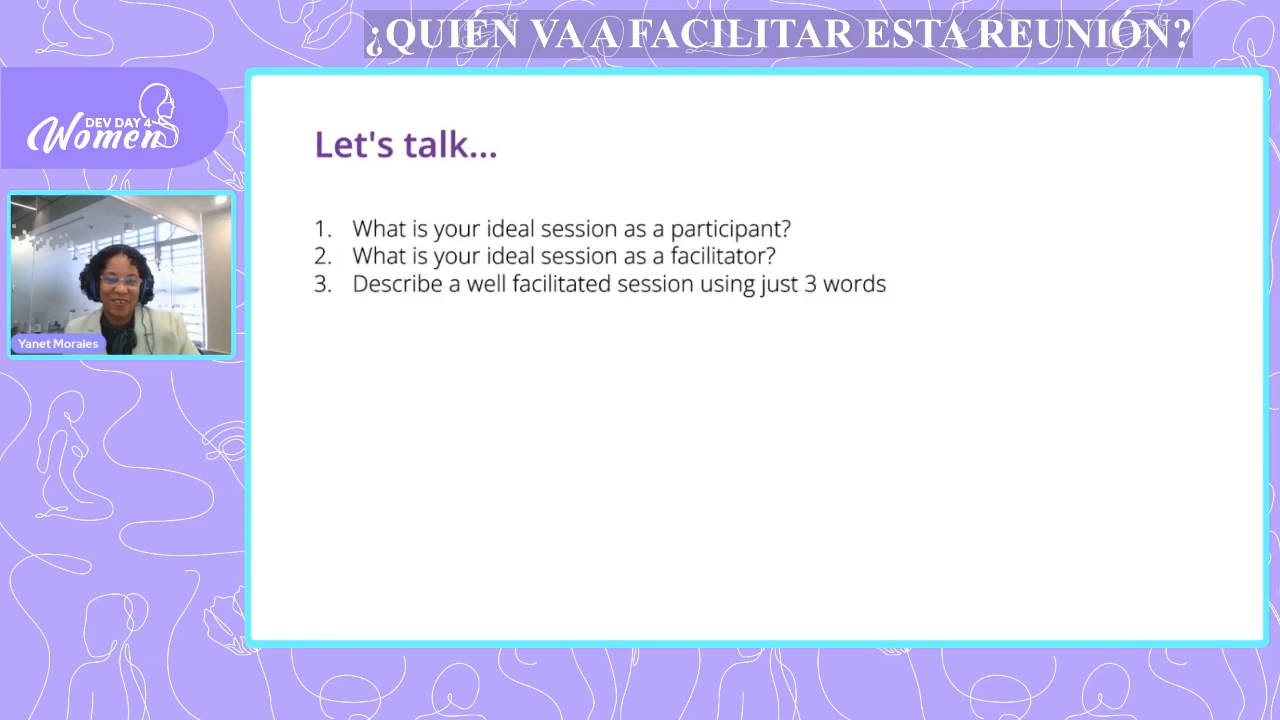 ¿QUIÉN VA A FACILITAR ESTA REUNIÓN?
DEV DAY 4
Women
Yanet Morales
Let's talk...
1. What is your ideal session as a participant?
2. What is your ideal session as a facilitator?
3. Describe a well facilitated session using just 3 words